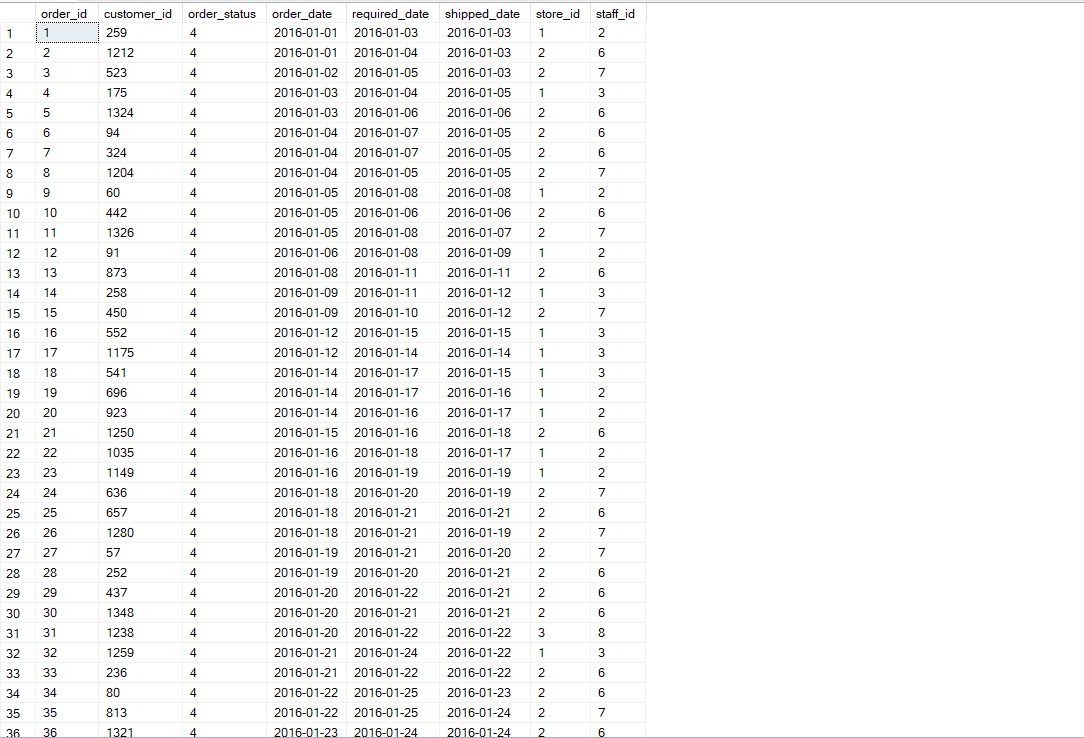 order_id customer_id order_status order_date required_date shipped_date store_id staff_id
1 1 259 4 2016-01-01 2016-01-03 2016-01-03 1 2
2 2 1212 4 2016-01-01 2016-01-04 2016-01-03 2 6
3 3 523 4 2016-01-02 2016-01-05 2016-01-03 2 7
4 4 175 4 2016-01-03 2016-01-04 2016-01-05 1 3
5 5 1324 4 2016-01-03 2016-01-06 2016-01-06 2 6
6 6 94 4 2016-01-04 2016-01-07 2016-01-05 2 6
7 7 324 4 2016-01-04 2016-01-07 2016-01-05 2 6
8 8 1204 4 2016-01-04 2016-01-05 2016-01-05 2 7
9 9 60 4 2016-01-05 2016-01-08 2016-01-08 1 2
10 10 442 4 2016-01-05 2016-01-06 2016-01-06 2 6
11 11 1326 4 2016-01-05 2016-01-08 2016-01-07 2 7
12 12 91 4 2016-01-06 2016-01-08 2016-01-09 1 2
13 13 873 4 2016-01-08 2016-01-11 2016-01-11 2 6
14 14 258 4 2016-01-09 2016-01-11 2016-01-12 1 3
15 15 450 4 2016-01-09 2016-01-10 2016-01-12 2 7
16 16 552 4 2016-01-12 2016-01-15 2016-01-15 1 3
17 17 1175 4 2016-01-12 2016-01-14 2016-01-14 1 3
18 18 541 4 2016-01-14 2016-01-17 2016-01-15 1 3
19 19 696 4 2016-01-14 2016-01-17 2016-01-16 1 2
20 20 923 4 2016-01-14 2016-01-16 2016-01-17 1 2
21 21 1250 4 2016-01-15 2016-01-16 2016-01-18 2 6
22 22 1035 4 2016-01-16 2016-01-18 2016-01-17 1 2
23 23 1149 4 2016-01-16 2016-01-19 2016-01-19 1 2
24 24 636 4 2016-01-18 2016-01-20 2016-01-19 2 7
25 25 657 4 2016-01-18 2016-01-21 2016-01-21 2 6
26 26 1280 4 2016-01-18 2016-01-21 2016-01-19 2 7
27 27 57 4 2016-01-19 2016-01-21 2016-01-20 2 7
28 28 252 4 2016-01-19 2016-01-20 2016-01-21 2 6
29 29 437 4 2016-01-20 2016-01-22 2016-01-21 2 6
30 30 1348 4 2016-01-20 2016-01-21 2016-01-21 2 6
31 31 1238 4 2016-01-20 2016-01-22 2016-01-22 3 8
32 32 1259 4 2016-01-21 2016-01-24 2016-01-22 1 3
33 33 236 4 2016-01-21 2016-01-22 2016-01-22 2 6
34 34 80 4 2016-01-22 2016-01-25 2016-01-23 2 6
35 35 813 4 2016-01-22 2016-01-25 2016-01-24 2 7
36 36 1321 4 2016-01-23 2016-01-24 2016-01-24 2 6